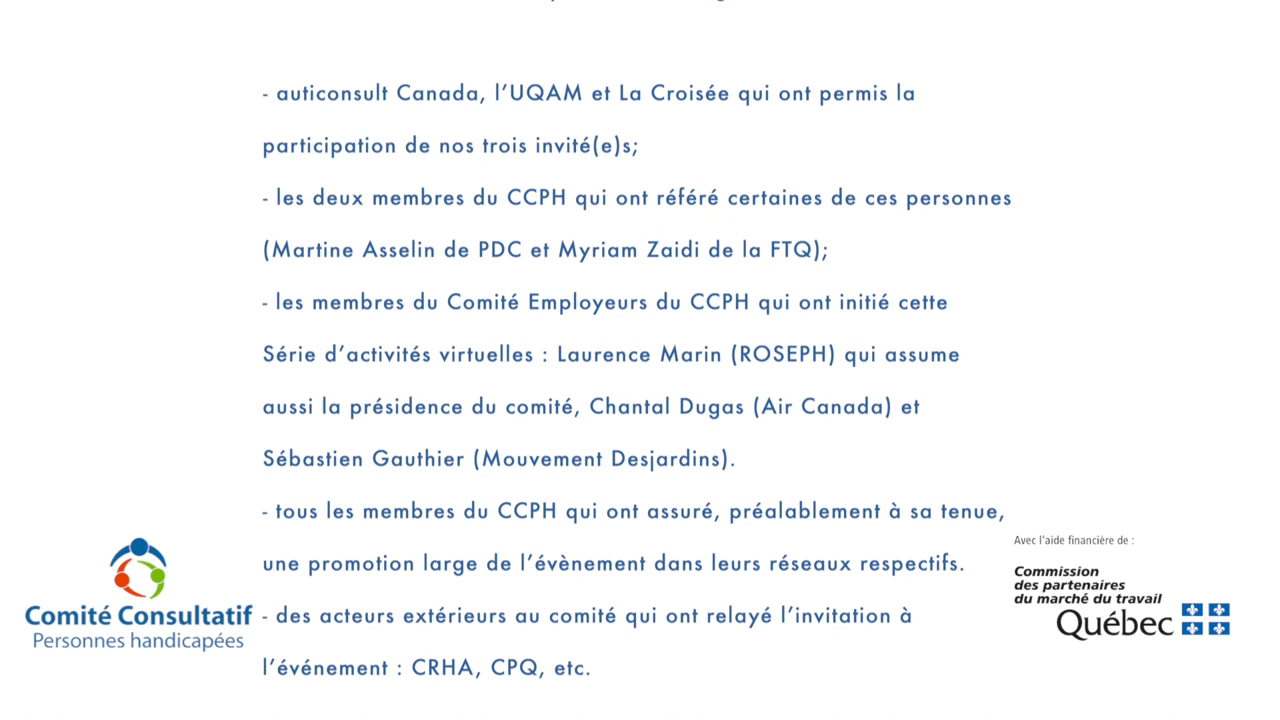 - auticonsult Canada, l’UQAM et La Croisée qui ont permis la
participation de nos trois invité(e)s;
- les deux membres du CCPH qui ont référé certaines de ces personnes
(Martine Asselin de PDC et Myriam Zaidi de la FTQ);
- les membres du Comité Employeurs du CCPH qui ont initié cette
Série d’activités virtuelles : Laurence Marin (ROSEPH) qui assume
aussi la présidence du comité, Chantal Dugas (Air Canada) et
Sébastien Gauthier (Mouvement Desjardins).
- tous les membres du CCPH qui ont assuré, préalablement à sa tenue,
une promotion large de l’évènement dans leurs réseaux respectifs.
- des acteurs extérieurs au comité qui ont relayé l’invitation à
l’événement : CRHA, CPQ, etc.
Comité Consultatif
Personnes handicapées
Avec l’aide financière de :
Commission
des partenaires
du marché du travail
Québec